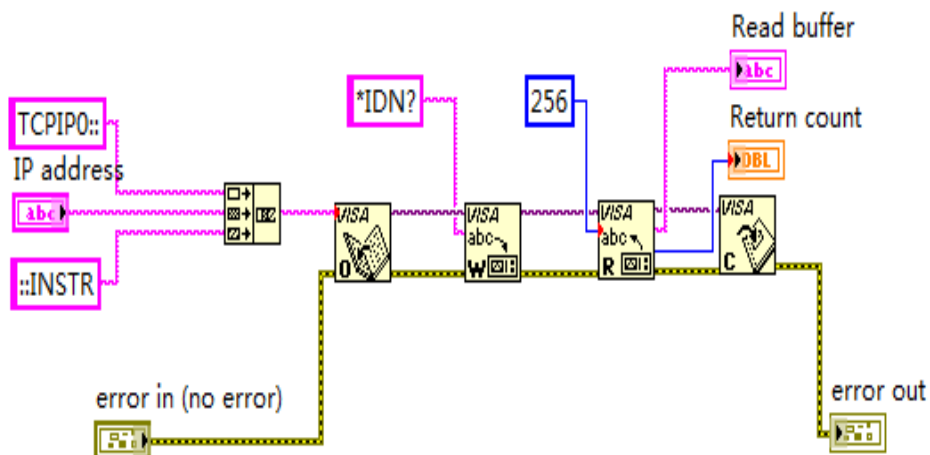 Read buffer
abc
*IDN?
256
TCPIP0::
Return count
DBL
IP address
abc
VISA
O
VISA
abc
W
VISA
abc
R
VISA
C
::INSTR
error in (no error)
error out